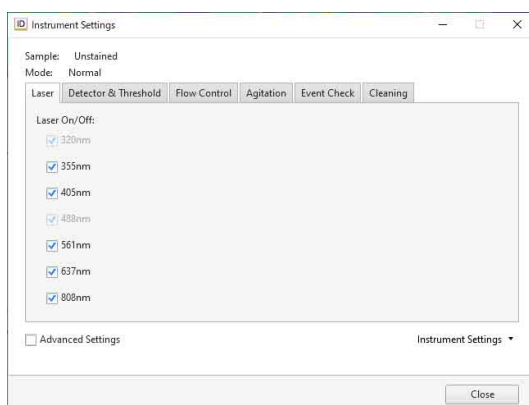 ID Instrument Settings
Sample: Unstained
Mode: Normal
Laser Detector & Threshold Flow Control Agitation Event Check Cleaning
Laser On/Off:
320nm
355nm
405nm
488nm
561nm
637nm
808nm
Advanced Settings Instrument Settings
Close